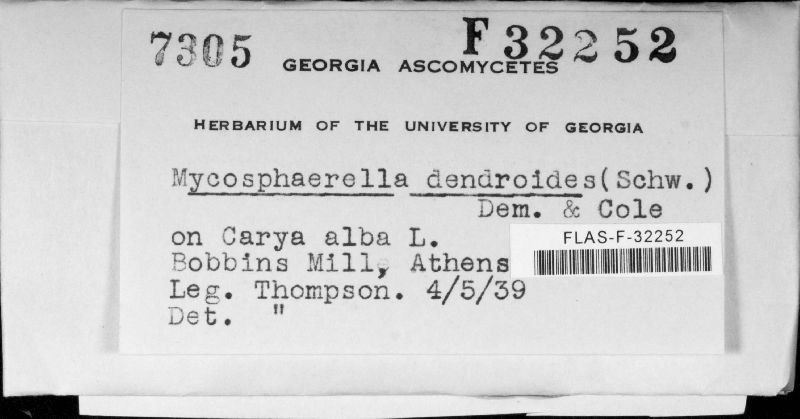 7305 F32252
GEORGIA ASCOMYCETES
HERBARIUM OF THE UNIVERSITY OF GEORGIA
Mycosphaerella dendroides(Schw.)
Dem. & Cole
on Carya alba L.
FLAS-F-32252
Bobbins Mill, Athens
Leg. Thompson. 4/5/39
Det. "